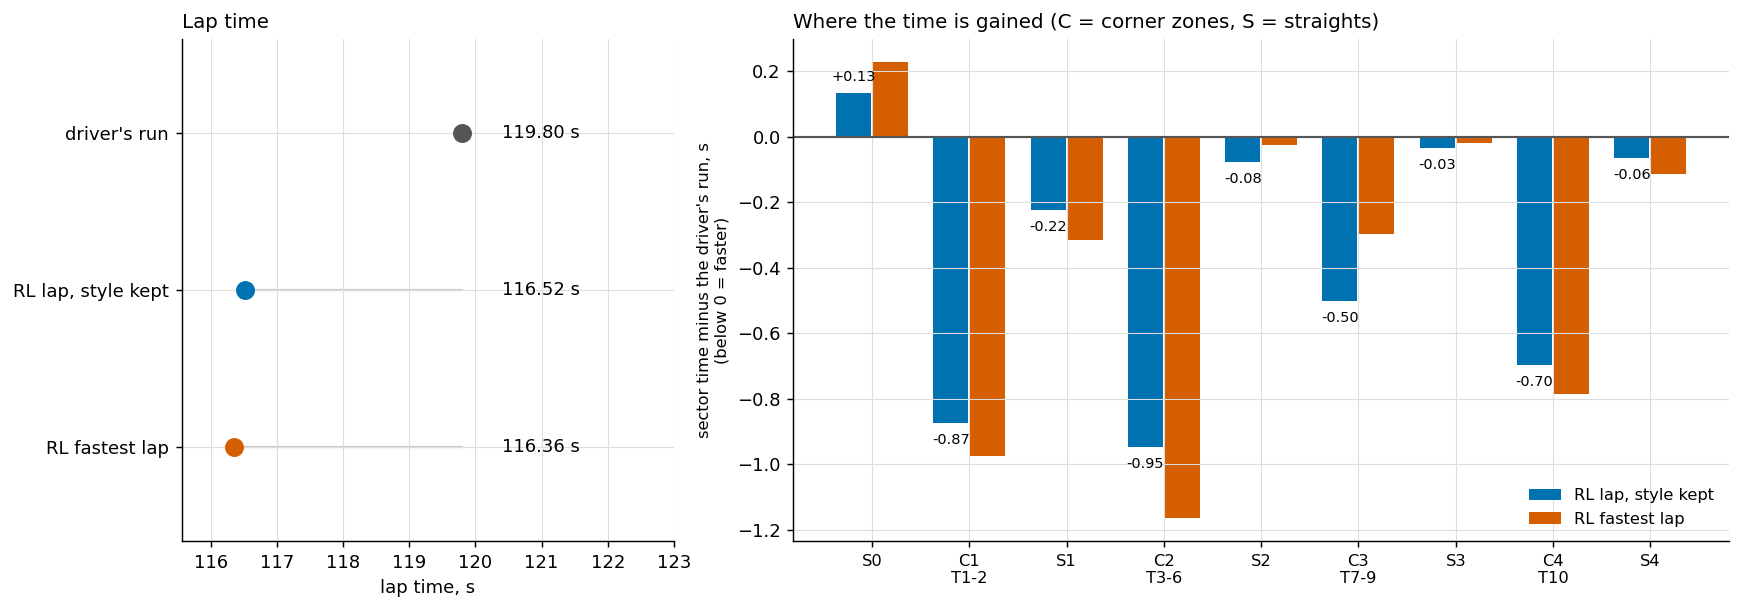 Lap time
driver's run
119.80 s
RL lap, style kept
116.52 s
RL fastest lap
116.36 s
116 117 118 119 120 121 122 123
lap time, s
Where the time is gained (C = corner zones, S = straights)
sector time minus the driver's run, s
(below 0 = faster)
0.2
0.0
−0.2
−0.4
−0.6
−0.8
−1.0
−1.2
+0.13
-0.87
-0.22
-0.95
-0.08
-0.50
-0.03
-0.70
-0.06
RL lap, style kept
RL fastest lap
S0 C1 S1 C2 S2 C3 S3 C4 S4
T1-2 T3-6 T7-9 T10